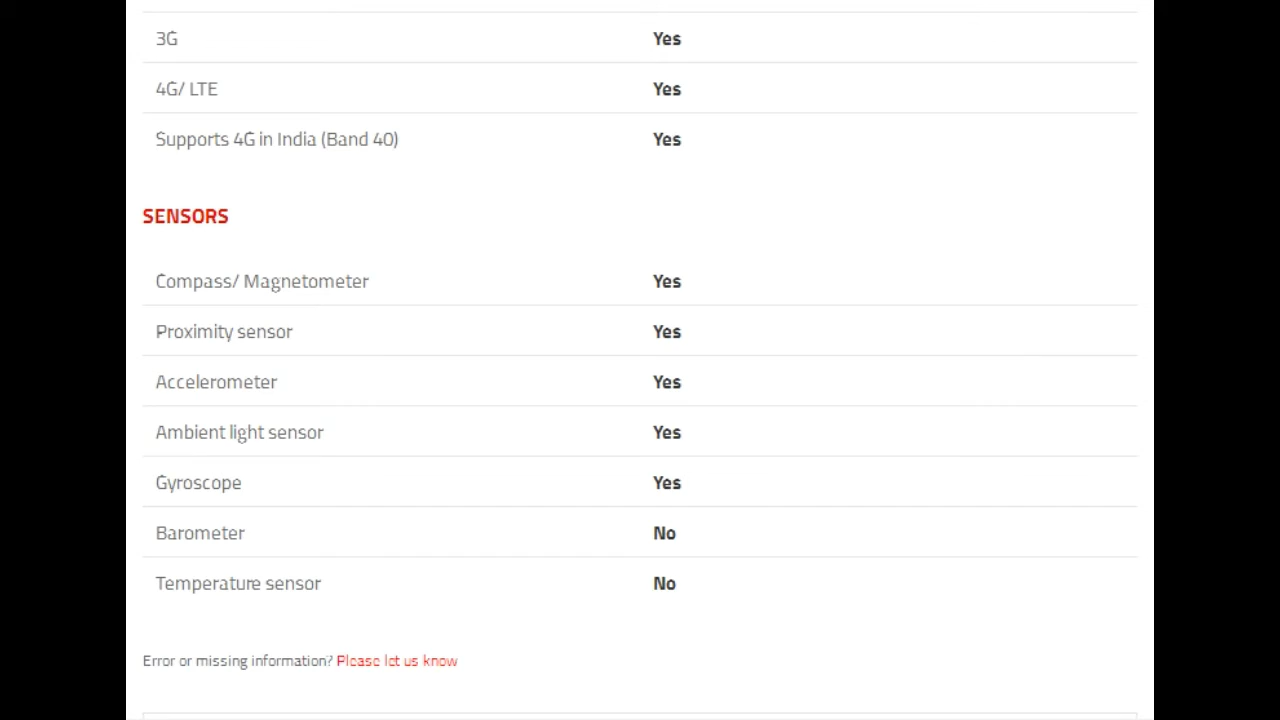 3G Yes
4G/ LTE Yes
Supports 4G in India (Band 40) Yes
SENSORS
Compass/ Magnetometer Yes
Proximity sensor Yes
Accelerometer Yes
Ambient light sensor Yes
Gyroscope Yes
Barometer No
Temperature sensor No
Error or missing information? Please let us know